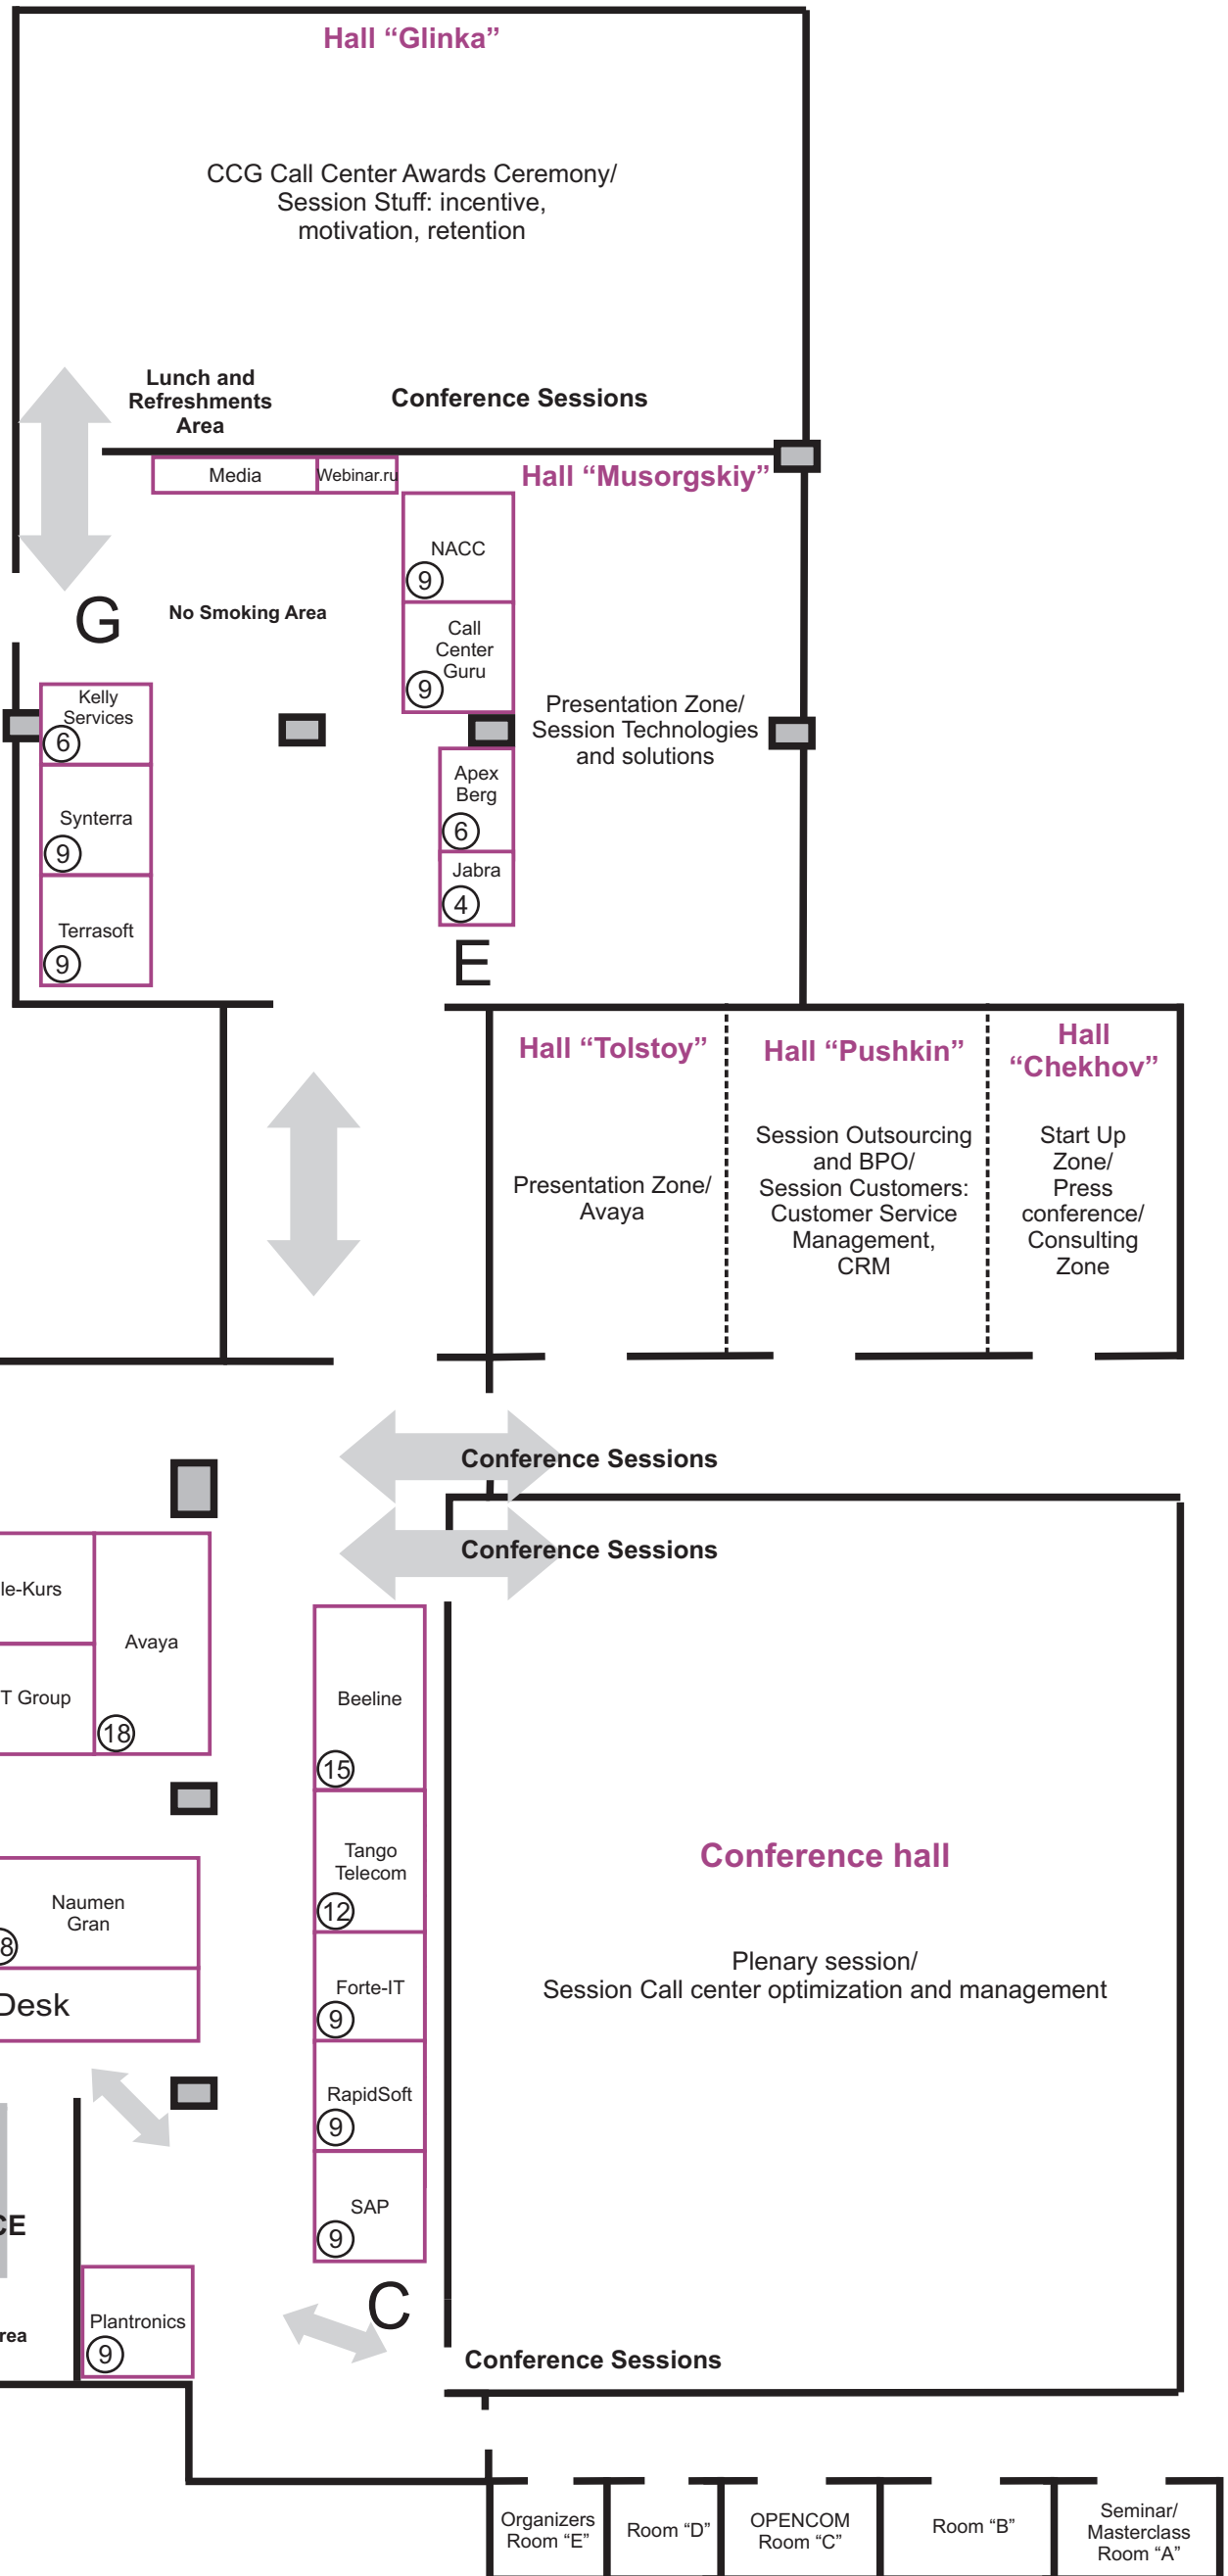 Hall “Glinka”
CCG Call Center Awards Ceremony/
Session Stuff: incentive,
motivation, retention
Lunch and
Refreshments
Area
Conference Sessions
Media
Webinar.ru
Hall “Musorgskiy”
NACC
9
G
No Smoking Area
Call
Center
Guru
9
Kelly
Services
6
Presentation Zone/
Session Technologies
and solutions
Apex
Berg
6
Synterra
9
Jabra
4
Terrasoft
9
E
Hall “Tolstoy”
Presentation Zone/
Avaya
Hall “Pushkin”
Session Outsourcing
and BPO/
Session Customers:
Customer Service
Management,
CRM
Hall
“Chekhov”
Start Up
Zone/
Press
conference/
Consulting
Zone
Conference Sessions
Conference Sessions
le-Kurs
Avaya
18
T Group
Beeline
15
Tango
Telecom
12
Naumen
Gran
8
Desk
Forte-IT
9
RapidSoft
9
SAP
9
Conference hall
Plenary session/
Session Call center optimization and management
CE
Plantronics
9
rea
C
Conference Sessions
Organizers
Room “E”
Room “D”
OPENCOM
Room “C”
Room “B”
Seminar/
Masterclass
Room “A”